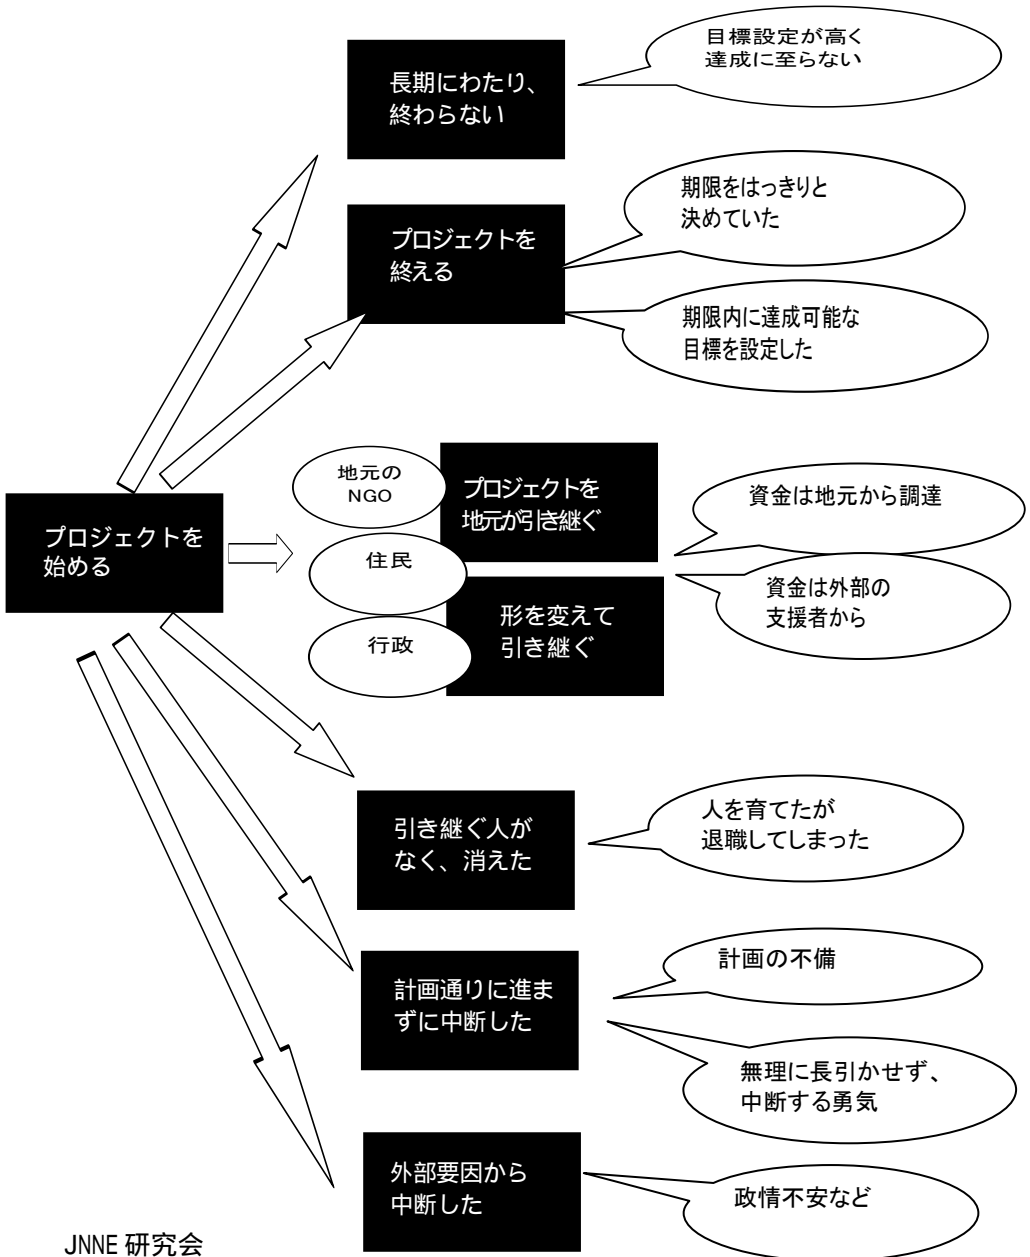 目標設定が高く
達成に至らない
長期にわたり、
終わらない
期限をはっきりと
決めていた
プロジェクトを
終える
期限内に達成可能な
目標を設定した
地元の
NGO
プロジェクトを
地元が引き継ぐ
資金は地元から調達
プロジェクトを
始める
住民
資金は外部の
支援者から
形を変えて
引き継ぐ
行政
人を育てたが
退職してしまった
引き継ぐ人が
なく、消えた
計画の不備
計画通りに進ま
ずに中断した
無理に長引かせず、
中断する勇気
外部要因から
中断した
政情不安など
JNNE 研究会